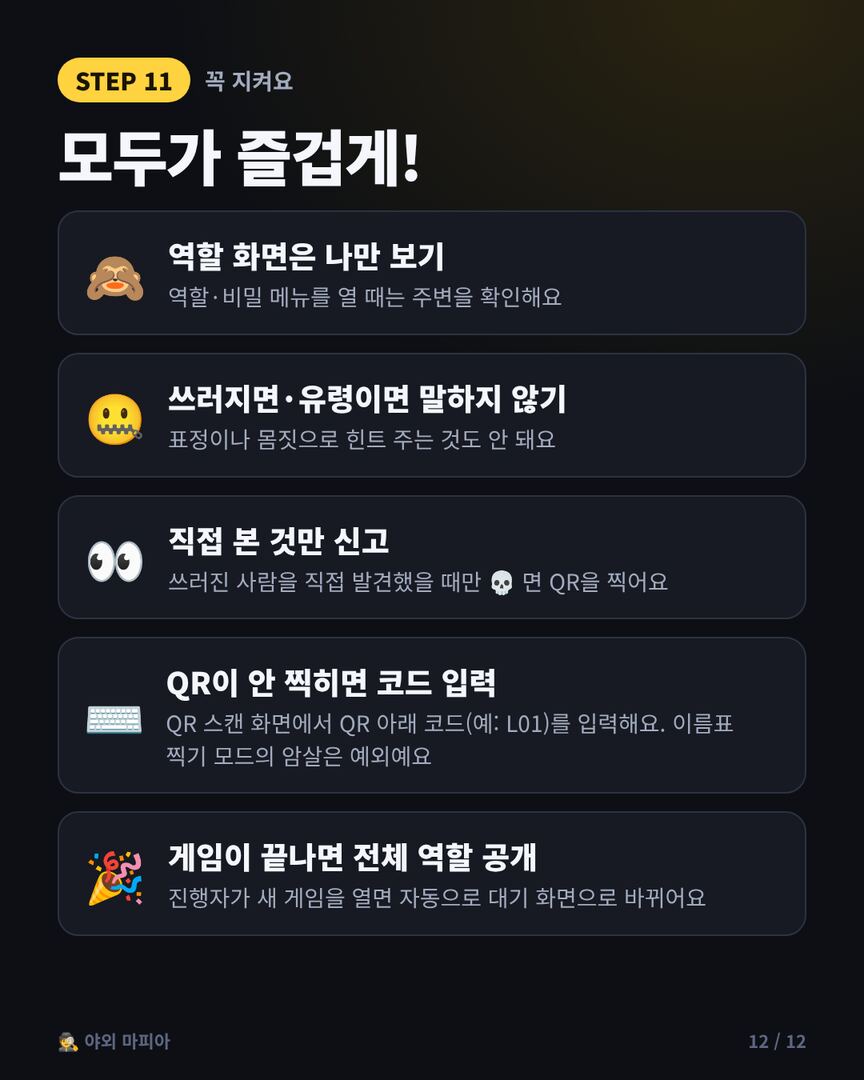 STEP 11 꼭 지켜요
모두가 즐겁게!
역할 화면은 나만 보기
역할·비밀 메뉴를 열 때는 주변을 확인해요
쓰러지면·유령이면 말하지 않기
표정이나 몸짓으로 힌트 주는 것도 안 돼요
직접 본 것만 신고
쓰러진 사람을 직접 발견했을 때만 💀 면 QR을 찍어요
QR이 안 찍히면 코드 입력
QR 스캔 화면에서 QR 아래 코드(예: L01)를 입력해요. 이름표
찍기 모드의 암살은 예외예요
게임이 끝나면 전체 역할 공개
진행자가 새 게임을 열면 자동으로 대기 화면으로 바뀌어요
야외 마피아
12 / 12